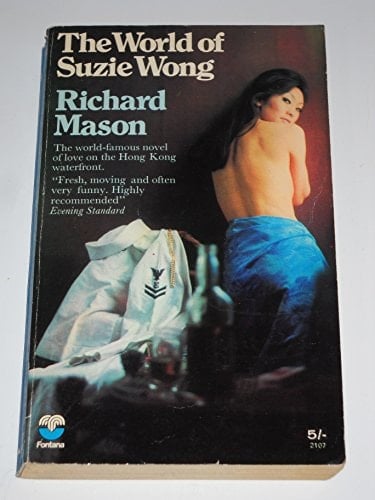 The World of
Suzie Wong
Richard
Mason
The world-famous novel
of love on the Hong Kong
waterfront.
"Fresh, moving and often
very funny. Highly
recommended"
Evening Standard
Fontana
5/-
2107